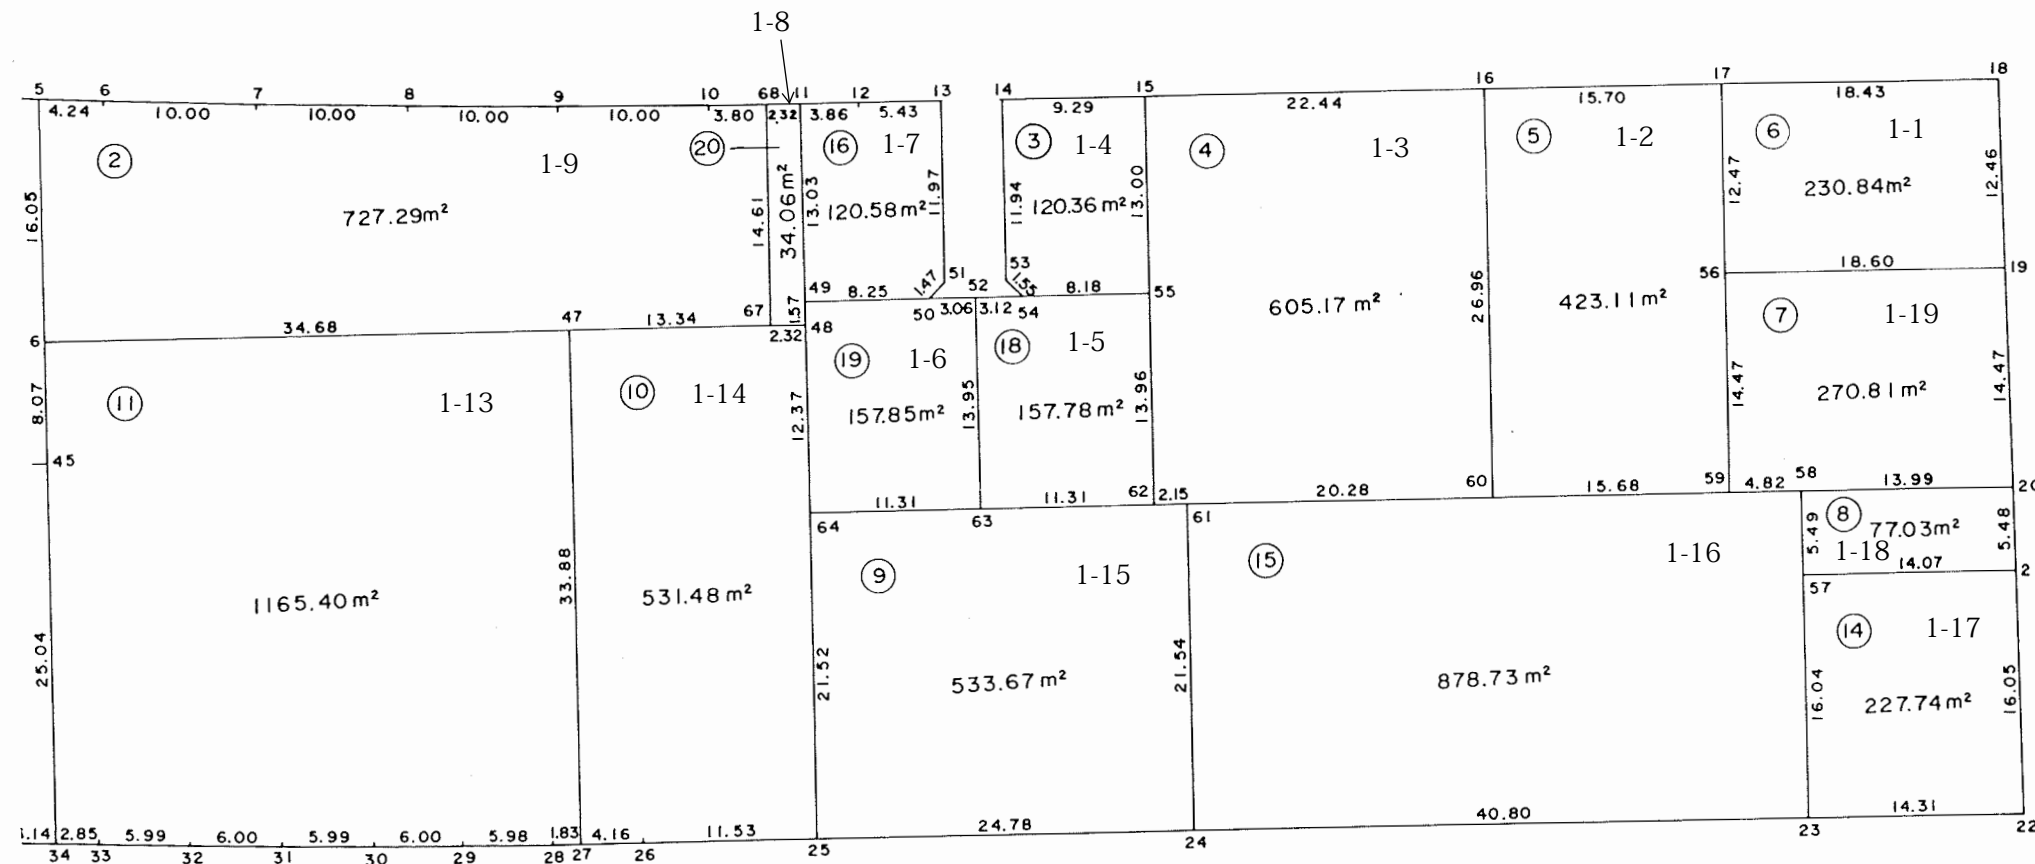 1-8
5 6 7 8 9 10 68 11 12 13 14 15 16 17 18
4.24 10.00 10.00 10.00 10.00 3.80 2.32 3.86 5.43 9.29 22.44 15.70 18.43
② 1-9 ⑳ ⑯ 1-7 ③ 1-4 ④ 1-3 ⑤ 1-2 ⑥ 1-1
16.05 727.29m² 14.61 34.06m² 13.03 120.58m² 11.97 11.94 120.36m² 13.00 12.47 230.84m² 12.46
49 8.25 1.47 51 52 53 1.55 8.18 55 605.17m² 26.96 423.11m² 56 18.60 19
6 34.68 47 13.34 67 1.57 2.32 48 50 3.06 3.12 54
⑪ 1-13 ⑩ 1-14 ⑲ 1-6 ⑱ 1-5 ⑦ 1-19
8.07 12.37 157.85m² 13.95 157.78m² 13.96 14.47 270.81m² 14.47
45
64 11.31 63 11.31 62 2.15 61 20.28 60 15.68 59 4.82 58 13.99
1165.40m² 33.88 531.48m² ⑨ 1-15 ⑮ 1-16 5.49 ⑧ 77.03m² 5.48
1-18 14.07
57
25.04 21.52 533.67m² 21.54 878.73m² ⑭ 1-17
16.04 227.74m² 16.05
2.85 5.99 6.00 5.99 6.00 5.98 1.83 4.16 11.53 24.78 40.80 14.31
34 33 32 31 30 29 28 27 26 25 24 23 22